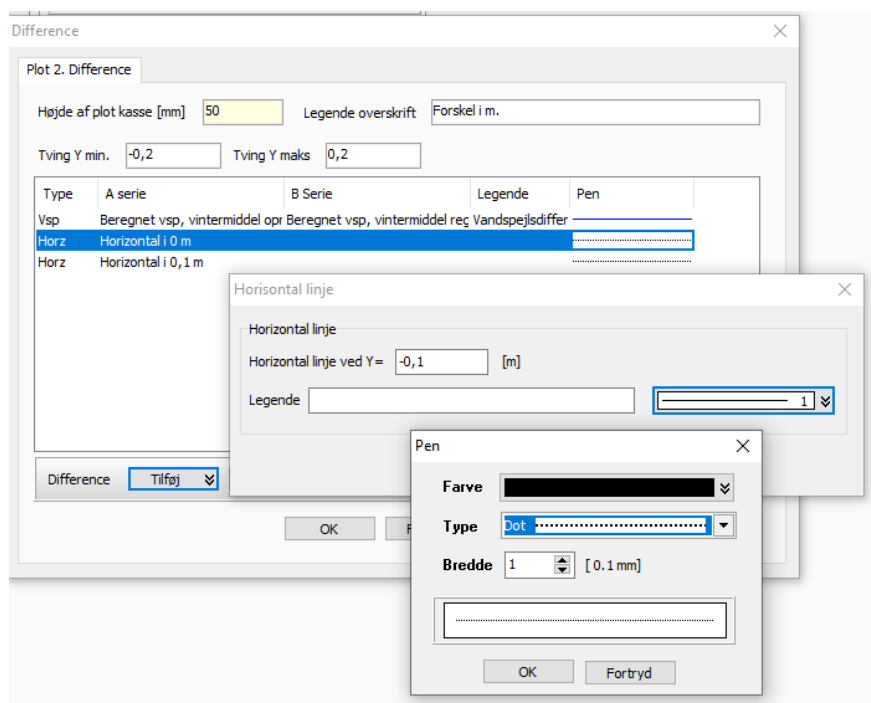 Difference
Plot 2. Difference
Højde af plot kasse [mm] 50 Legende overskrift Forskel i m.
Tving Y min. -0,2 Tving Y maks 0,2
Type A serie B Serie Legende Pen
Vsp Beregnet vsp, vintermiddel opr Beregnet vsp, vintermiddel reg Vandspejlsdiffer
Horz Horizontal i 0 m
Horz Horizontal i 0,1 m
Horisontal linje
Horizontal linje
Horizontal linje ved Y= -0,1 [m]
Legende 1
Difference Tilføj
OK F
Pen
Farve
Type Dot
Bredde 1 [ 0.1 mm]
OK Fortryd